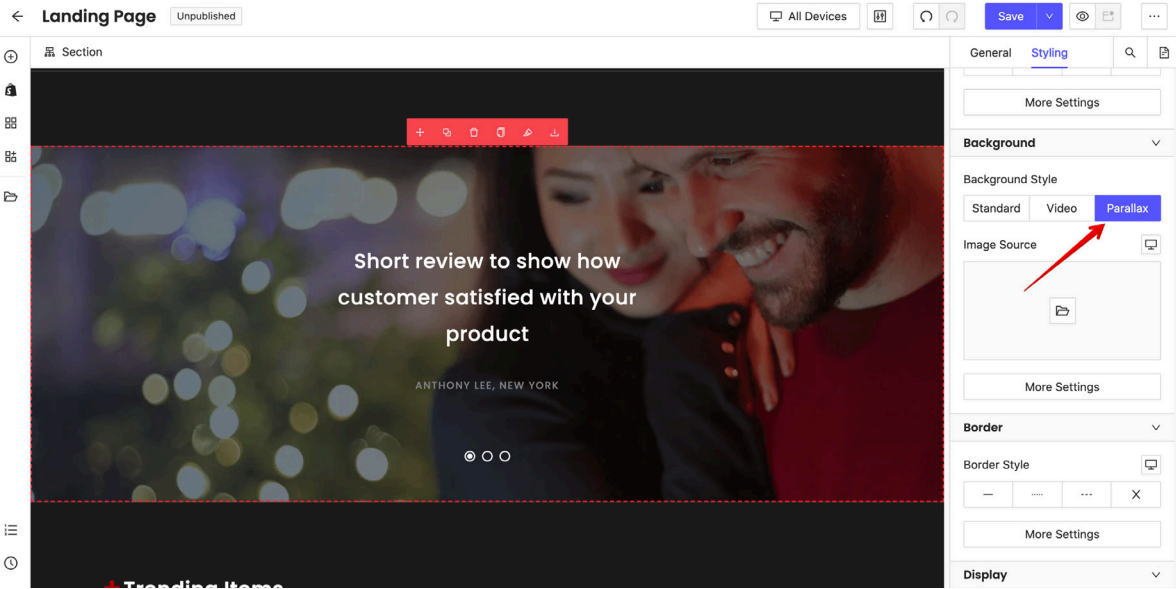 Landing Page
Unpublished
All Devices
Save
Section
General
Styling
More Settings
Background
Background Style
Standard
Video
Parallax
Image Source
More Settings
Border
Border Style
More Settings
Display
Short review to show how
customer satisfied with your
product
ANTHONY LEE, NEW YORK
Trending Items